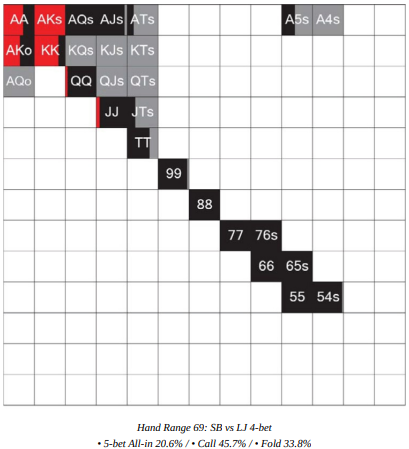 AA AKs AQs AJs ATs A5s A4s
AKo KK KQs KJs KTs
AQo QQ QJs QTs
JJ JTs
TT
99
88
77 76s
66 65s
55 54s
Hand Range 69: SB vs LJ 4-bet
• 5-bet All-in 20.6% / • Call 45.7% / • Fold 33.8%